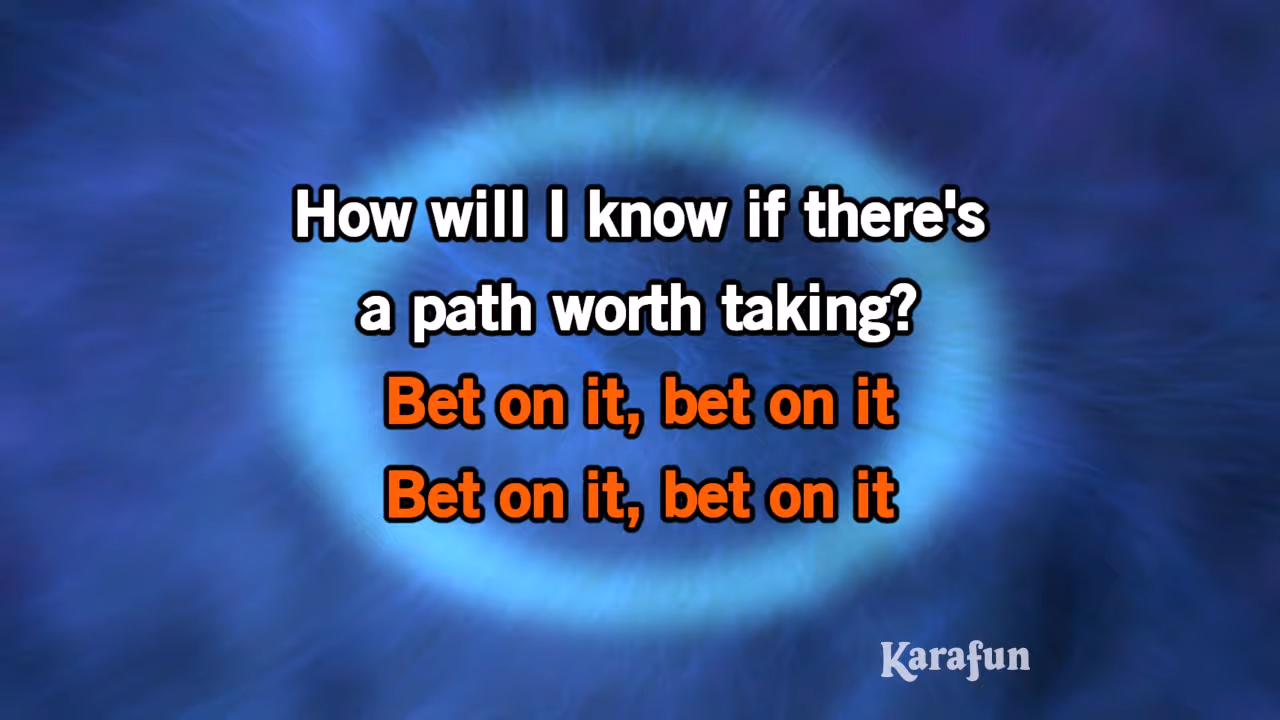 How will I know if there's
a path worth taking?
Bet on it, bet on it
Bet on it, bet on it
Karafun